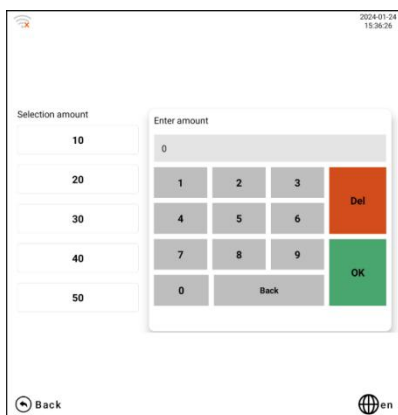 2024-01-24
15:36:26
Selection amount
10
20
30
40
50
Enter amount
0
1 2 3 Del
4 5 6
7 8 9 OK
0 Back
Back
en